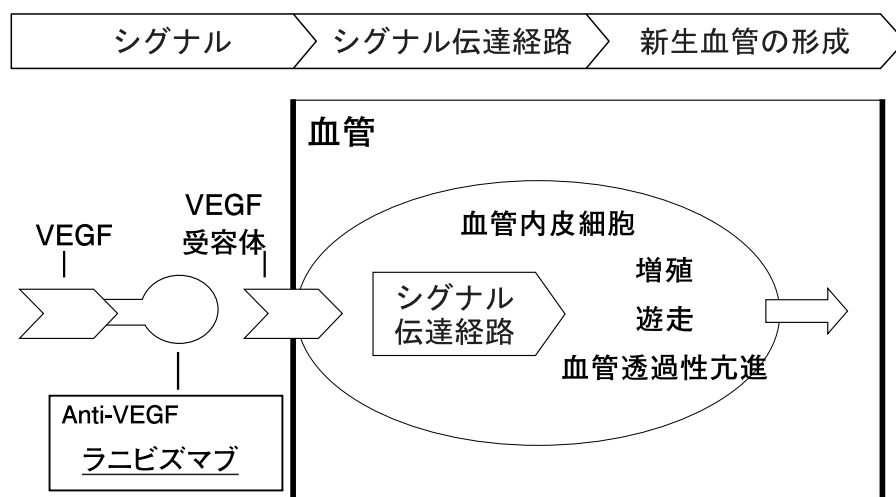 シグナル
シグナル伝達経路
新生血管の形成
血管
VEGF
VEGF
受容体
血管内皮細胞
シグナル
伝達経路
増殖
遊走
血管透過性亢進
Anti-VEGF
ラニビズマブ